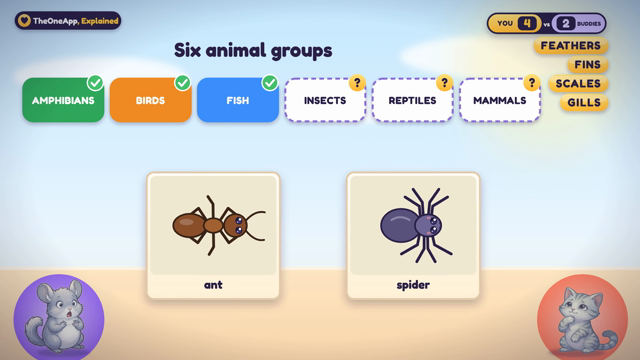 TheOneApp, Explained
YOU 4 vs 2 BUDDIES
Six animal groups
FEATHERS
FINS
SCALES
GILLS
AMPHIBIANS
BIRDS
FISH
INSECTS ?
REPTILES ?
MAMMALS ?
ant
spider